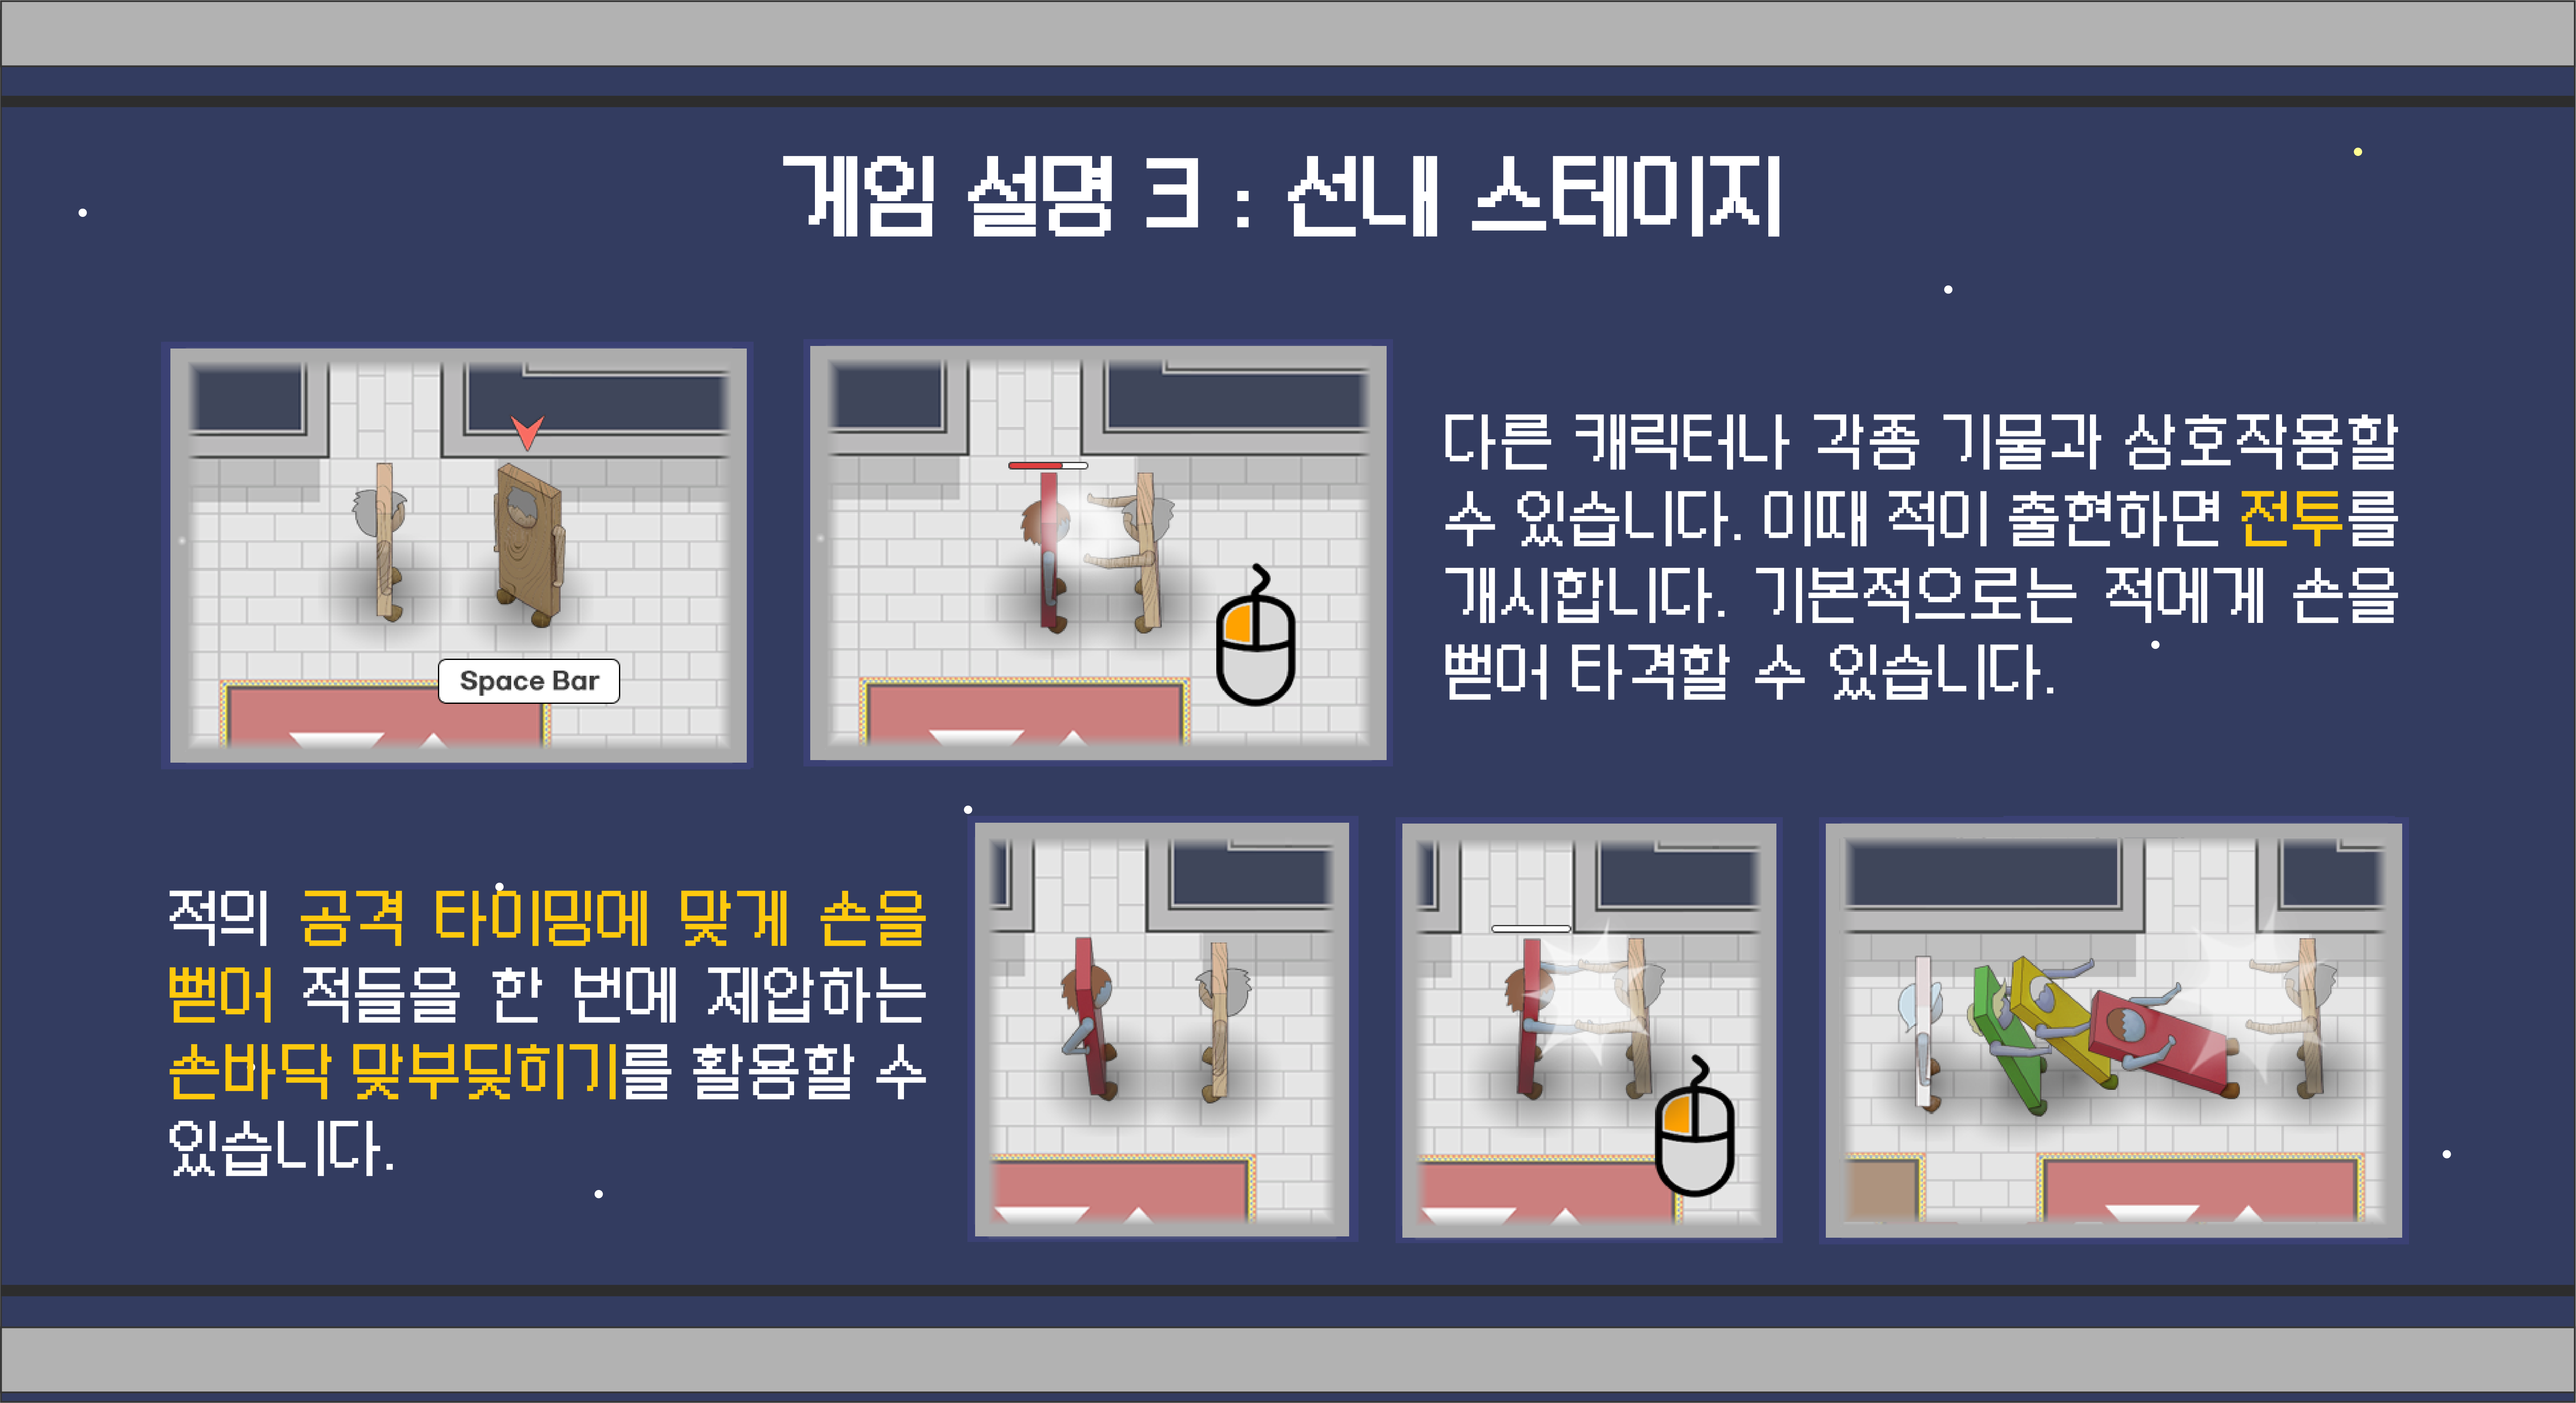 게임 설명 3 : 선내 스테이지
Space Bar
다른 캐릭터나 각종 기물과 상호작용할
수 있습니다. 이때 적이 출현하면 전투를
개시합니다. 기본적으로는 적에게 손을
뻗어 타격할 수 있습니다.
적의 공격 타이밍에 맞게 손을
뻗어 적들을 한 번에 제압하는
손바닥 맞부딪히기를 활용할 수
있습니다.